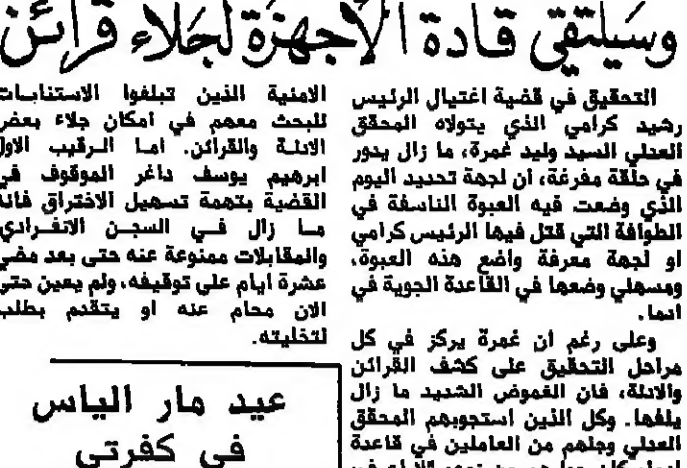 وسيلتقي قادة الأجهزة لجلاء قرائن
التحقيق في قضية اغتيال الرئيس
رشيد كرامي الذي يتولاه المحقق
العدلي السيد وليد غمرة، ما زال يدور
في حلقة مفرغة، ان لجهة تحديد اليوم
الذي وضعت فيه العبوة الناسفة في
الطوافة التي قتل فيها الرئيس كرامي
او لجهة معرفة واضع هذه العبوة،
ومسهلي وضعها في القاعدة الجوية في
ادما.
وعلى رغم ان غمرة يركز في كل
مراحل التحقيق على كشف القرائن
والادلة، فان الغموض الشديد ما زال
يلفها. وكل الذين استجوبهم المحقق
العدلي وجلهم من العاملين في قاعدة
الامنية الذين تبلغوا الاستنابات
للبحث معهم في امكان جلاء بعض
الادلة والقرائن. اما الرقيب الاول
ابرهيم يوسف داغر الموقوف في
القضية بتهمة تسهيل الاختراق فانه
ما زال في السجن الانفرادي
والمقابلات ممنوعة عنه حتى بعد مضي
عشرة ايام على توقيفه، ولم يعين حتى
الان محام عنه او يتقدم بطلب
لتخليته.
عيد مار الياس
في كفرتي